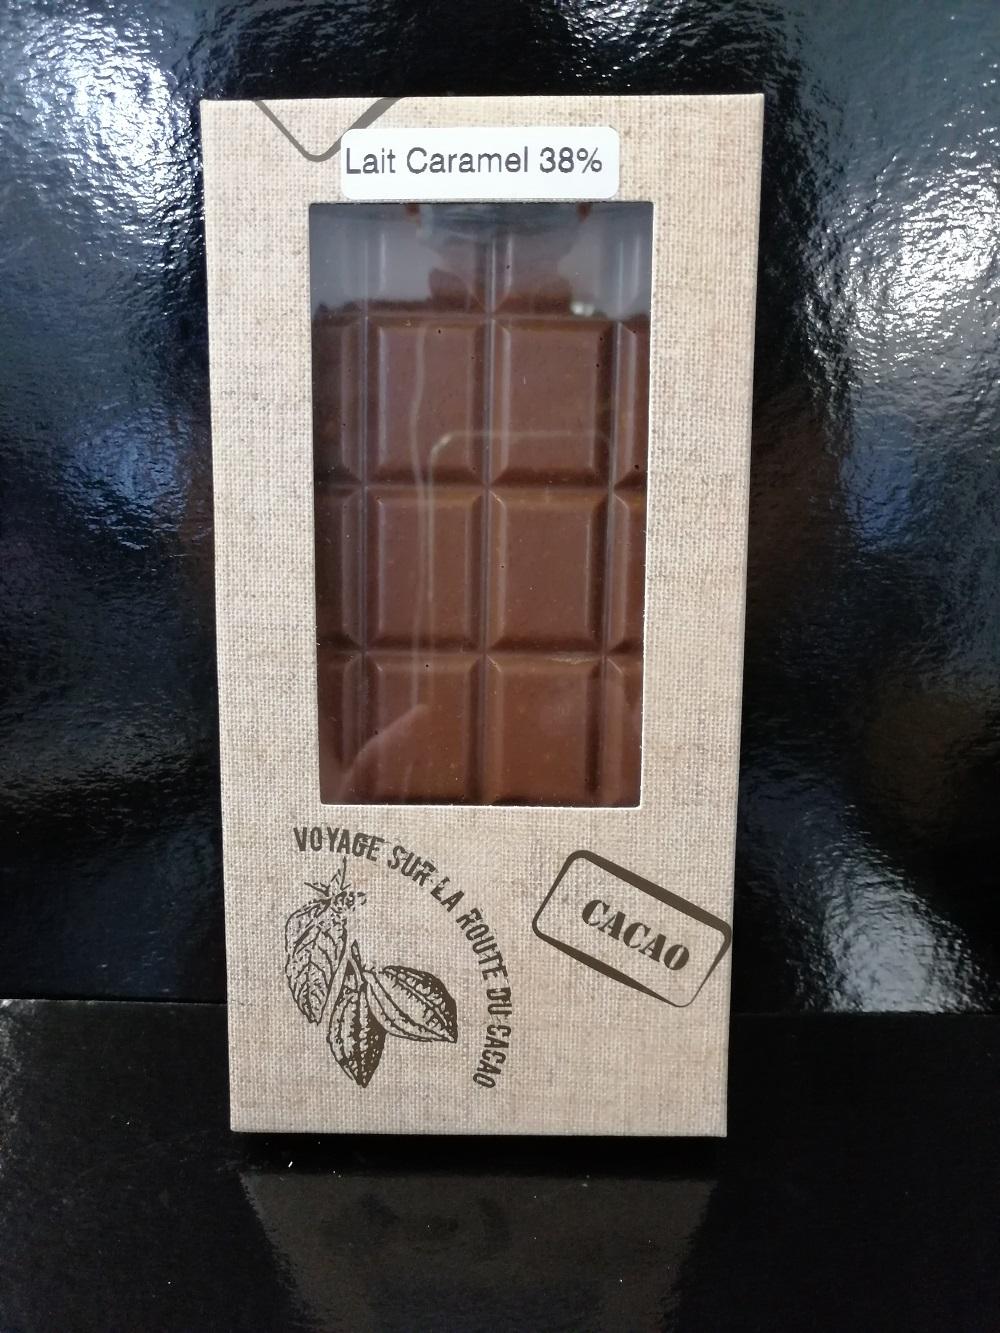 Lait Caramel 38%
VOYAGE SUR LA ROUTE DU CACAO
CACAO